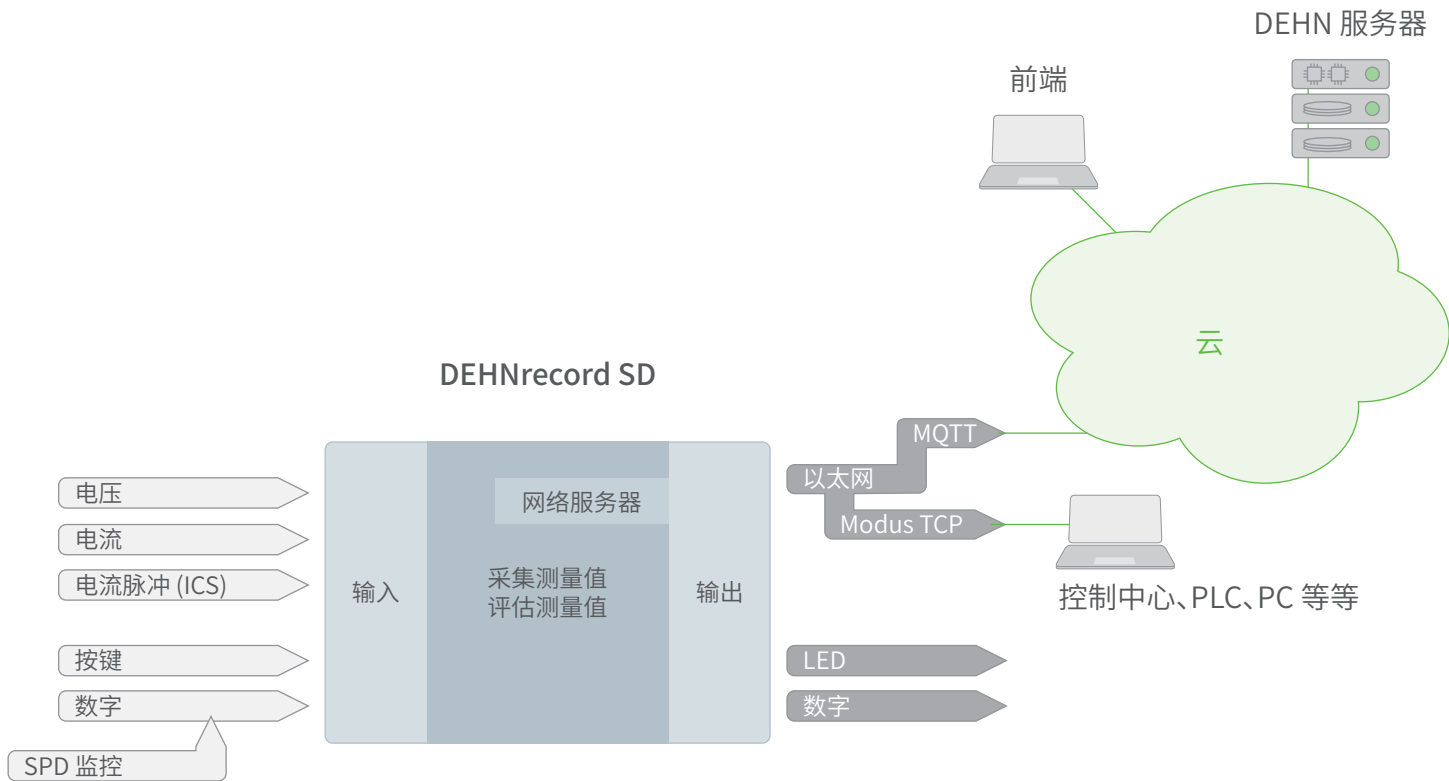 DEHN 服务器
前端
云
DEHNrecord SD
MQTT
电压
以太网
网络服务器
电流
Modus TCP
电流脉冲 (ICS)
输入
采集测量值
评估测量值
输出
控制中心、PLC、PC 等等
按键
LED
数字
数字
SPD 监控